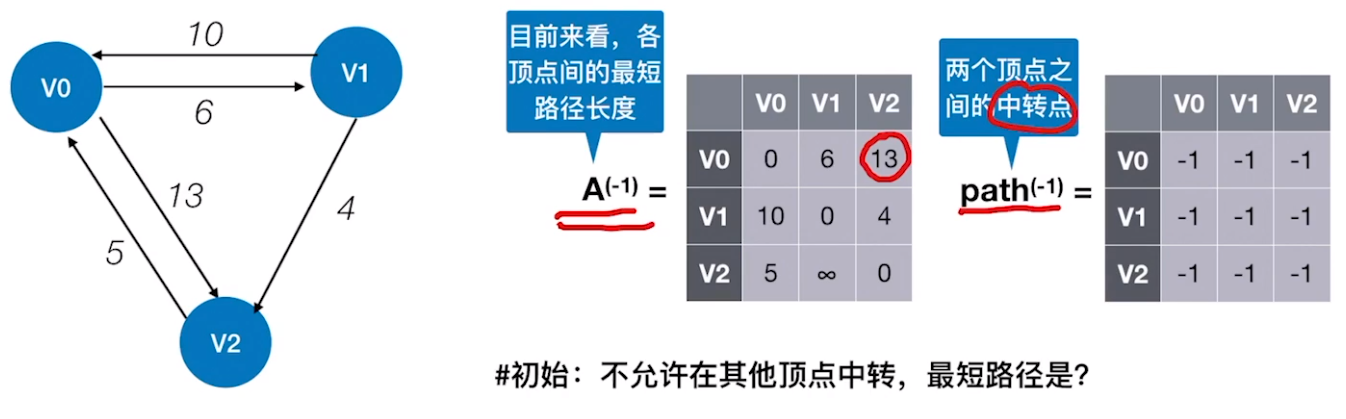 10
V0
V1
6
13
4
5
V2
目前来看，各
顶点间的最短
路径长度
A(-1) =
V0 V1 V2
V0 0 6 13
V1 10 0 4
V2 5 ∞ 0
两个顶点之
间的中转点
path(-1) =
V0 V1 V2
V0 -1 -1 -1
V1 -1 -1 -1
V2 -1 -1 -1
#初始：不允许在其他顶点中转，最短路径是？